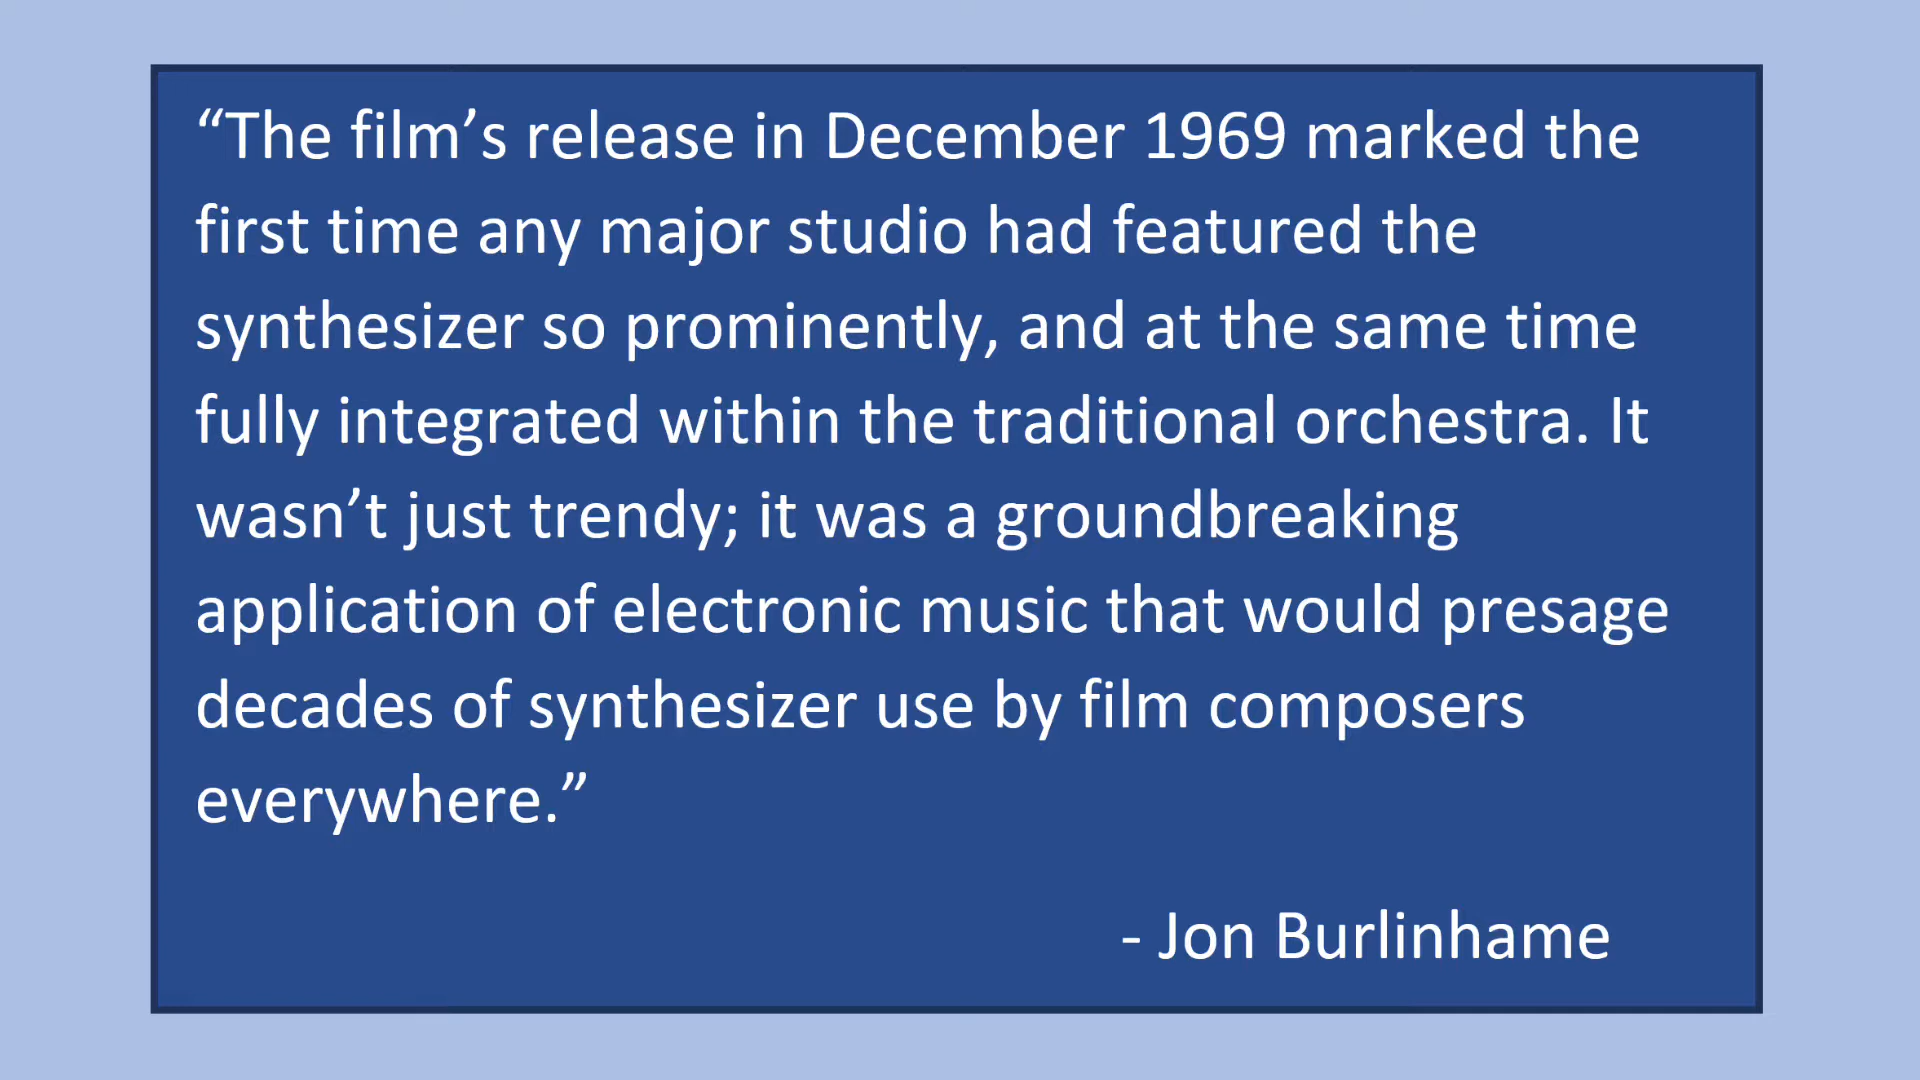 “The film’s release in December 1969 marked the
first time any major studio had featured the
synthesizer so prominently, and at the same time
fully integrated within the traditional orchestra. It
wasn’t just trendy; it was a groundbreaking
application of electronic music that would presage
decades of synthesizer use by film composers
everywhere.”
- Jon Burlinhame